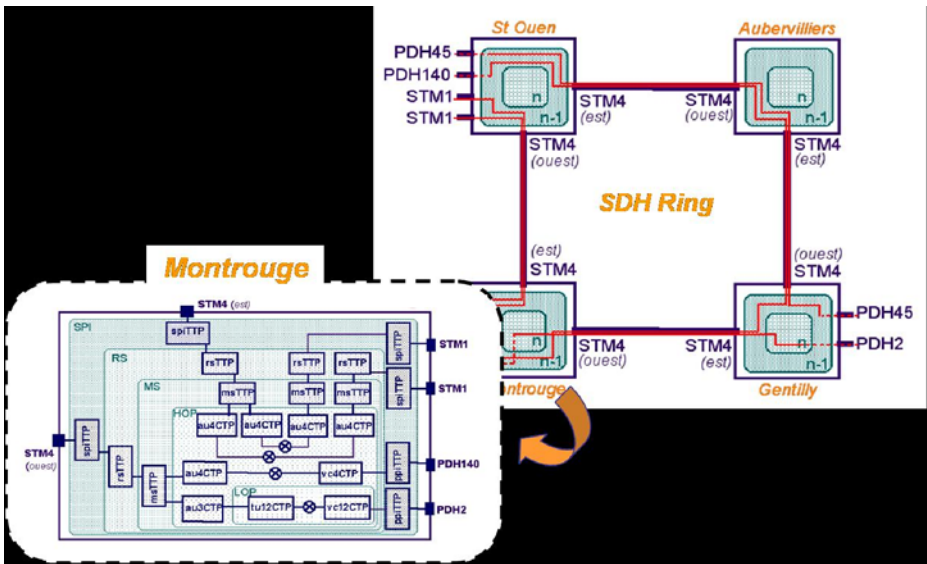 St Ouen
Aubervilliers
PDH45
PDH140
STM1
STM1
n
n-1
STM4
(est)
STM4
(ouest)
n
n-1
STM4
(ouest)
STM4
(est)
SDH Ring
(est)
STM4
(ouest)
STM4
n
n-1
STM4
(ouest)
STM4
(est)
n
n-1
PDH45
PDH2
ntrouge
Gentilly
Montrouge
STM4 (est)
SPI
spiTTP
RS
rsTTP
rsTTP
rsTTP
spiTTP
STM1
MS
msTTP
msTTP
msTTP
spiTTP
STM1
HOP
au4CTP
au4CTP
au4CTP
au4CTP
STM4
(ouest)
spiTTP
rsTTP
msTTP
au4CTP
vc4CTP
ppiTTP
PDH140
LOP
au3CTP
tu12CTP
vc12CTP
ppiTTP
PDH2